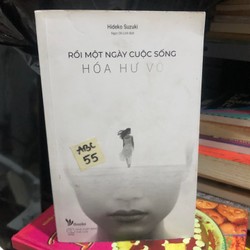 Hideko Suzuki
RỒI MỘT NGÀY CUỘC SỐNG
HÓA HƯ VÔ
ABC
55